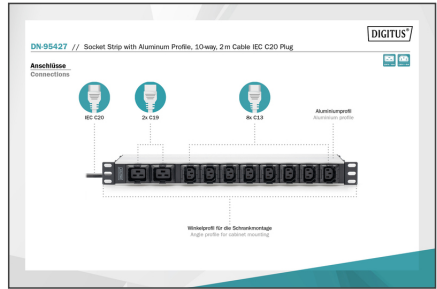 DIGITUS®
DN-95427 // Socket Strip with Aluminum Profile, 10-way, 2 m Cable IEC C20 Plug
Anschlüsse
Connections
IEC C20
2x C19
8x C13
Aluminiumprofil
Aluminum profile
Winkelprofil für die Schrankmontage
Angle profile for cabinet mounting